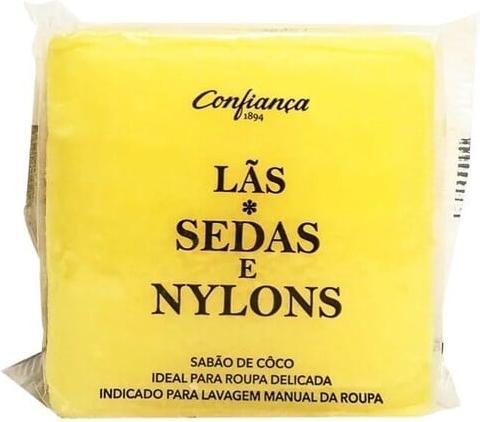 Confiança
1894
LÃS
*
SEDAS
E
NYLONS
SABÃO DE CÔCO
IDEAL PARA ROUPA DELICADA
INDICADO PARA LAVAGEM MANUAL DA ROUPA